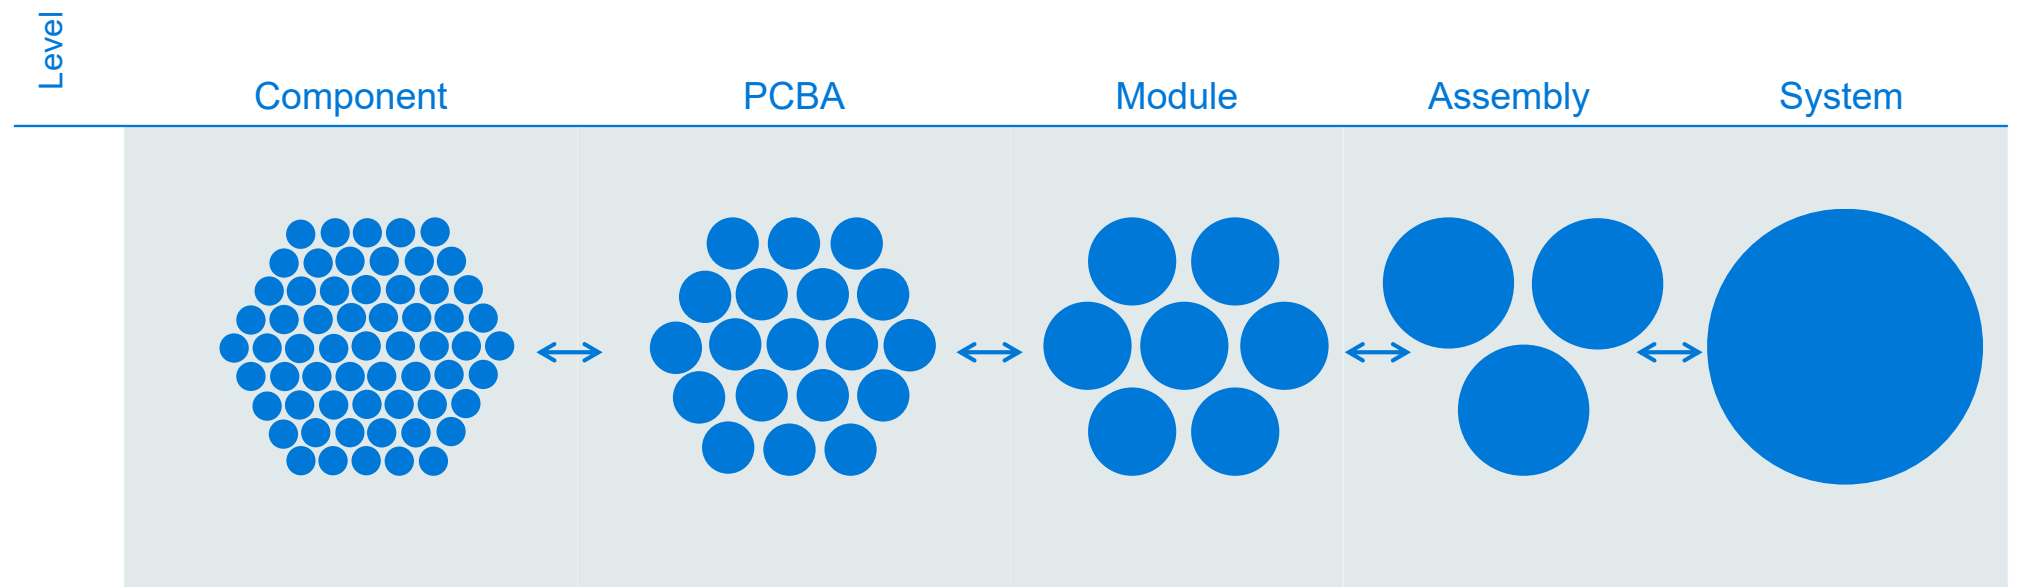 Level
Component
PCBA
Module
Assembly
System